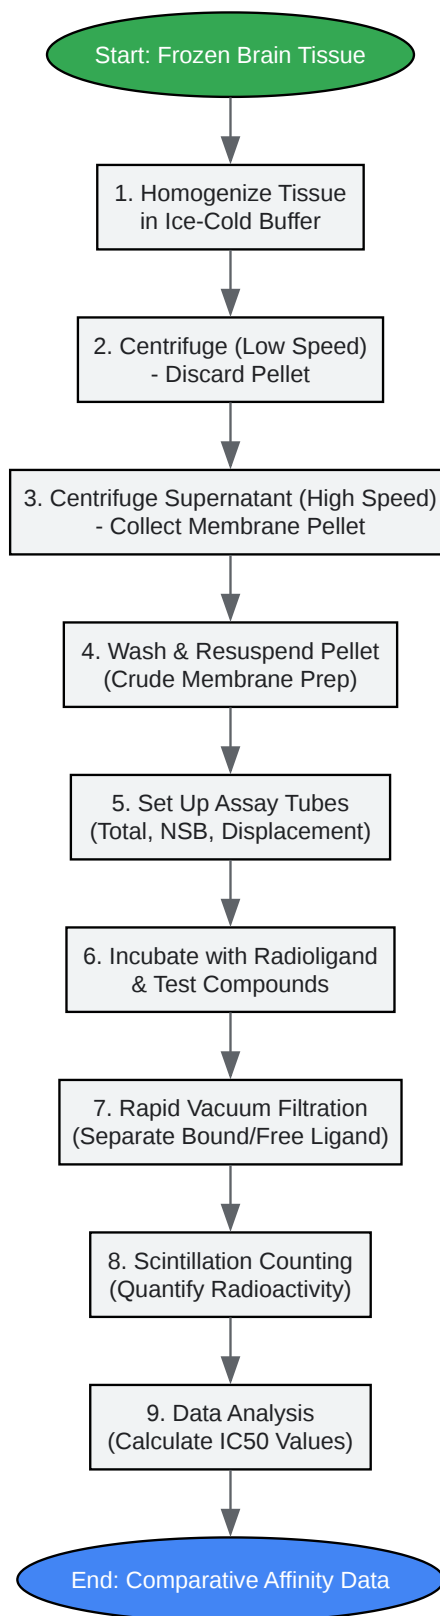 Start: Frozen Brain Tissue
1. Homogenize Tissue
in Ice-Cold Buffer
2. Centrifuge (Low Speed)
- Discard Pellet
3. Centrifuge Supernatant (High Speed)
- Collect Membrane Pellet
4. Wash & Resuspend Pellet
(Crude Membrane Prep)
5. Set Up Assay Tubes
(Total, NSB, Displacement)
6. Incubate with Radioligand
& Test Compounds
7. Rapid Vacuum Filtration
(Separate Bound/Free Ligand)
8. Scintillation Counting
(Quantify Radioactivity)
9. Data Analysis
(Calculate IC50 Values)
End: Comparative Affinity Data